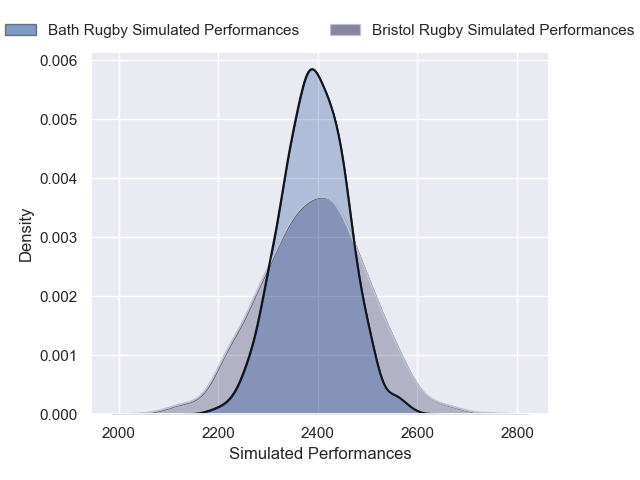 Bath Rugby Simulated Performances Bristol Rugby Simulated Performances
0.006
0.005
0.004
0.003
0.002
0.001
0.000
Density
2000 2200 2400 2600 2800
Simulated Performances